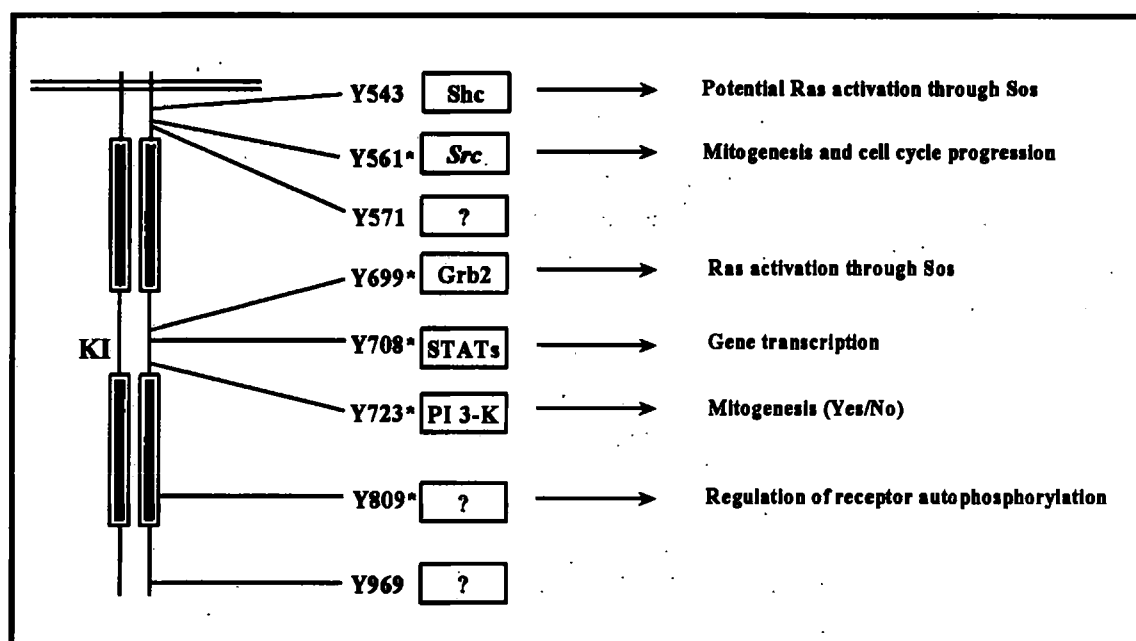 Y543 Shc Potential Ras activation through Sos
Y561* Src Mitogenesis and cell cycle progression
Y571 ?
Y699* Grb2 Ras activation through Sos
KI Y708* STATs Gene transcription
Y723* PI 3-K Mitogenesis (Yes/No)
Y809* ? Regulation of receptor autophosphorylation
Y969 ?